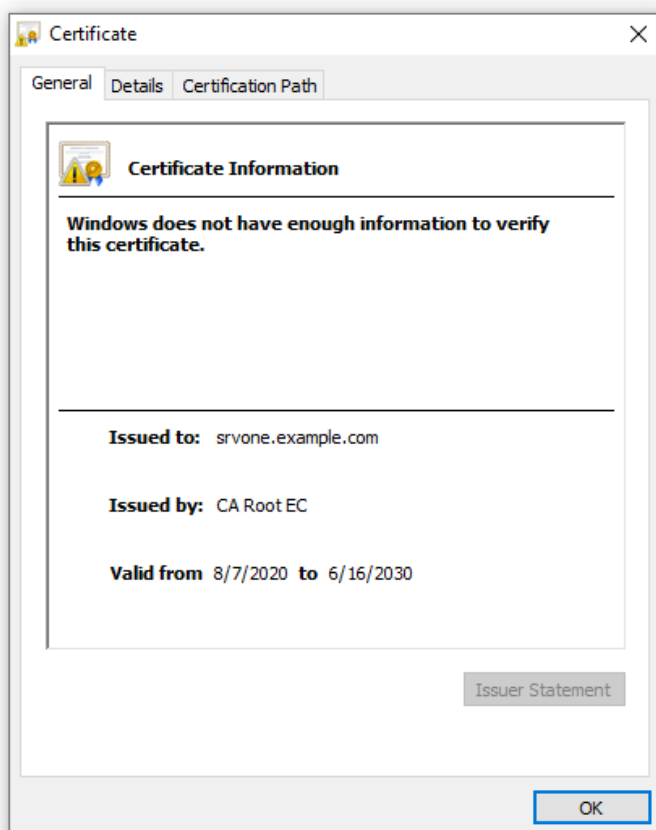 Certificate
General Details Certification Path
Certificate Information
Windows does not have enough information to verify
this certificate.
Issued to: srvone.example.com
Issued by: CA Root EC
Valid from 8/7/2020 to 6/16/2030
Issuer Statement
OK